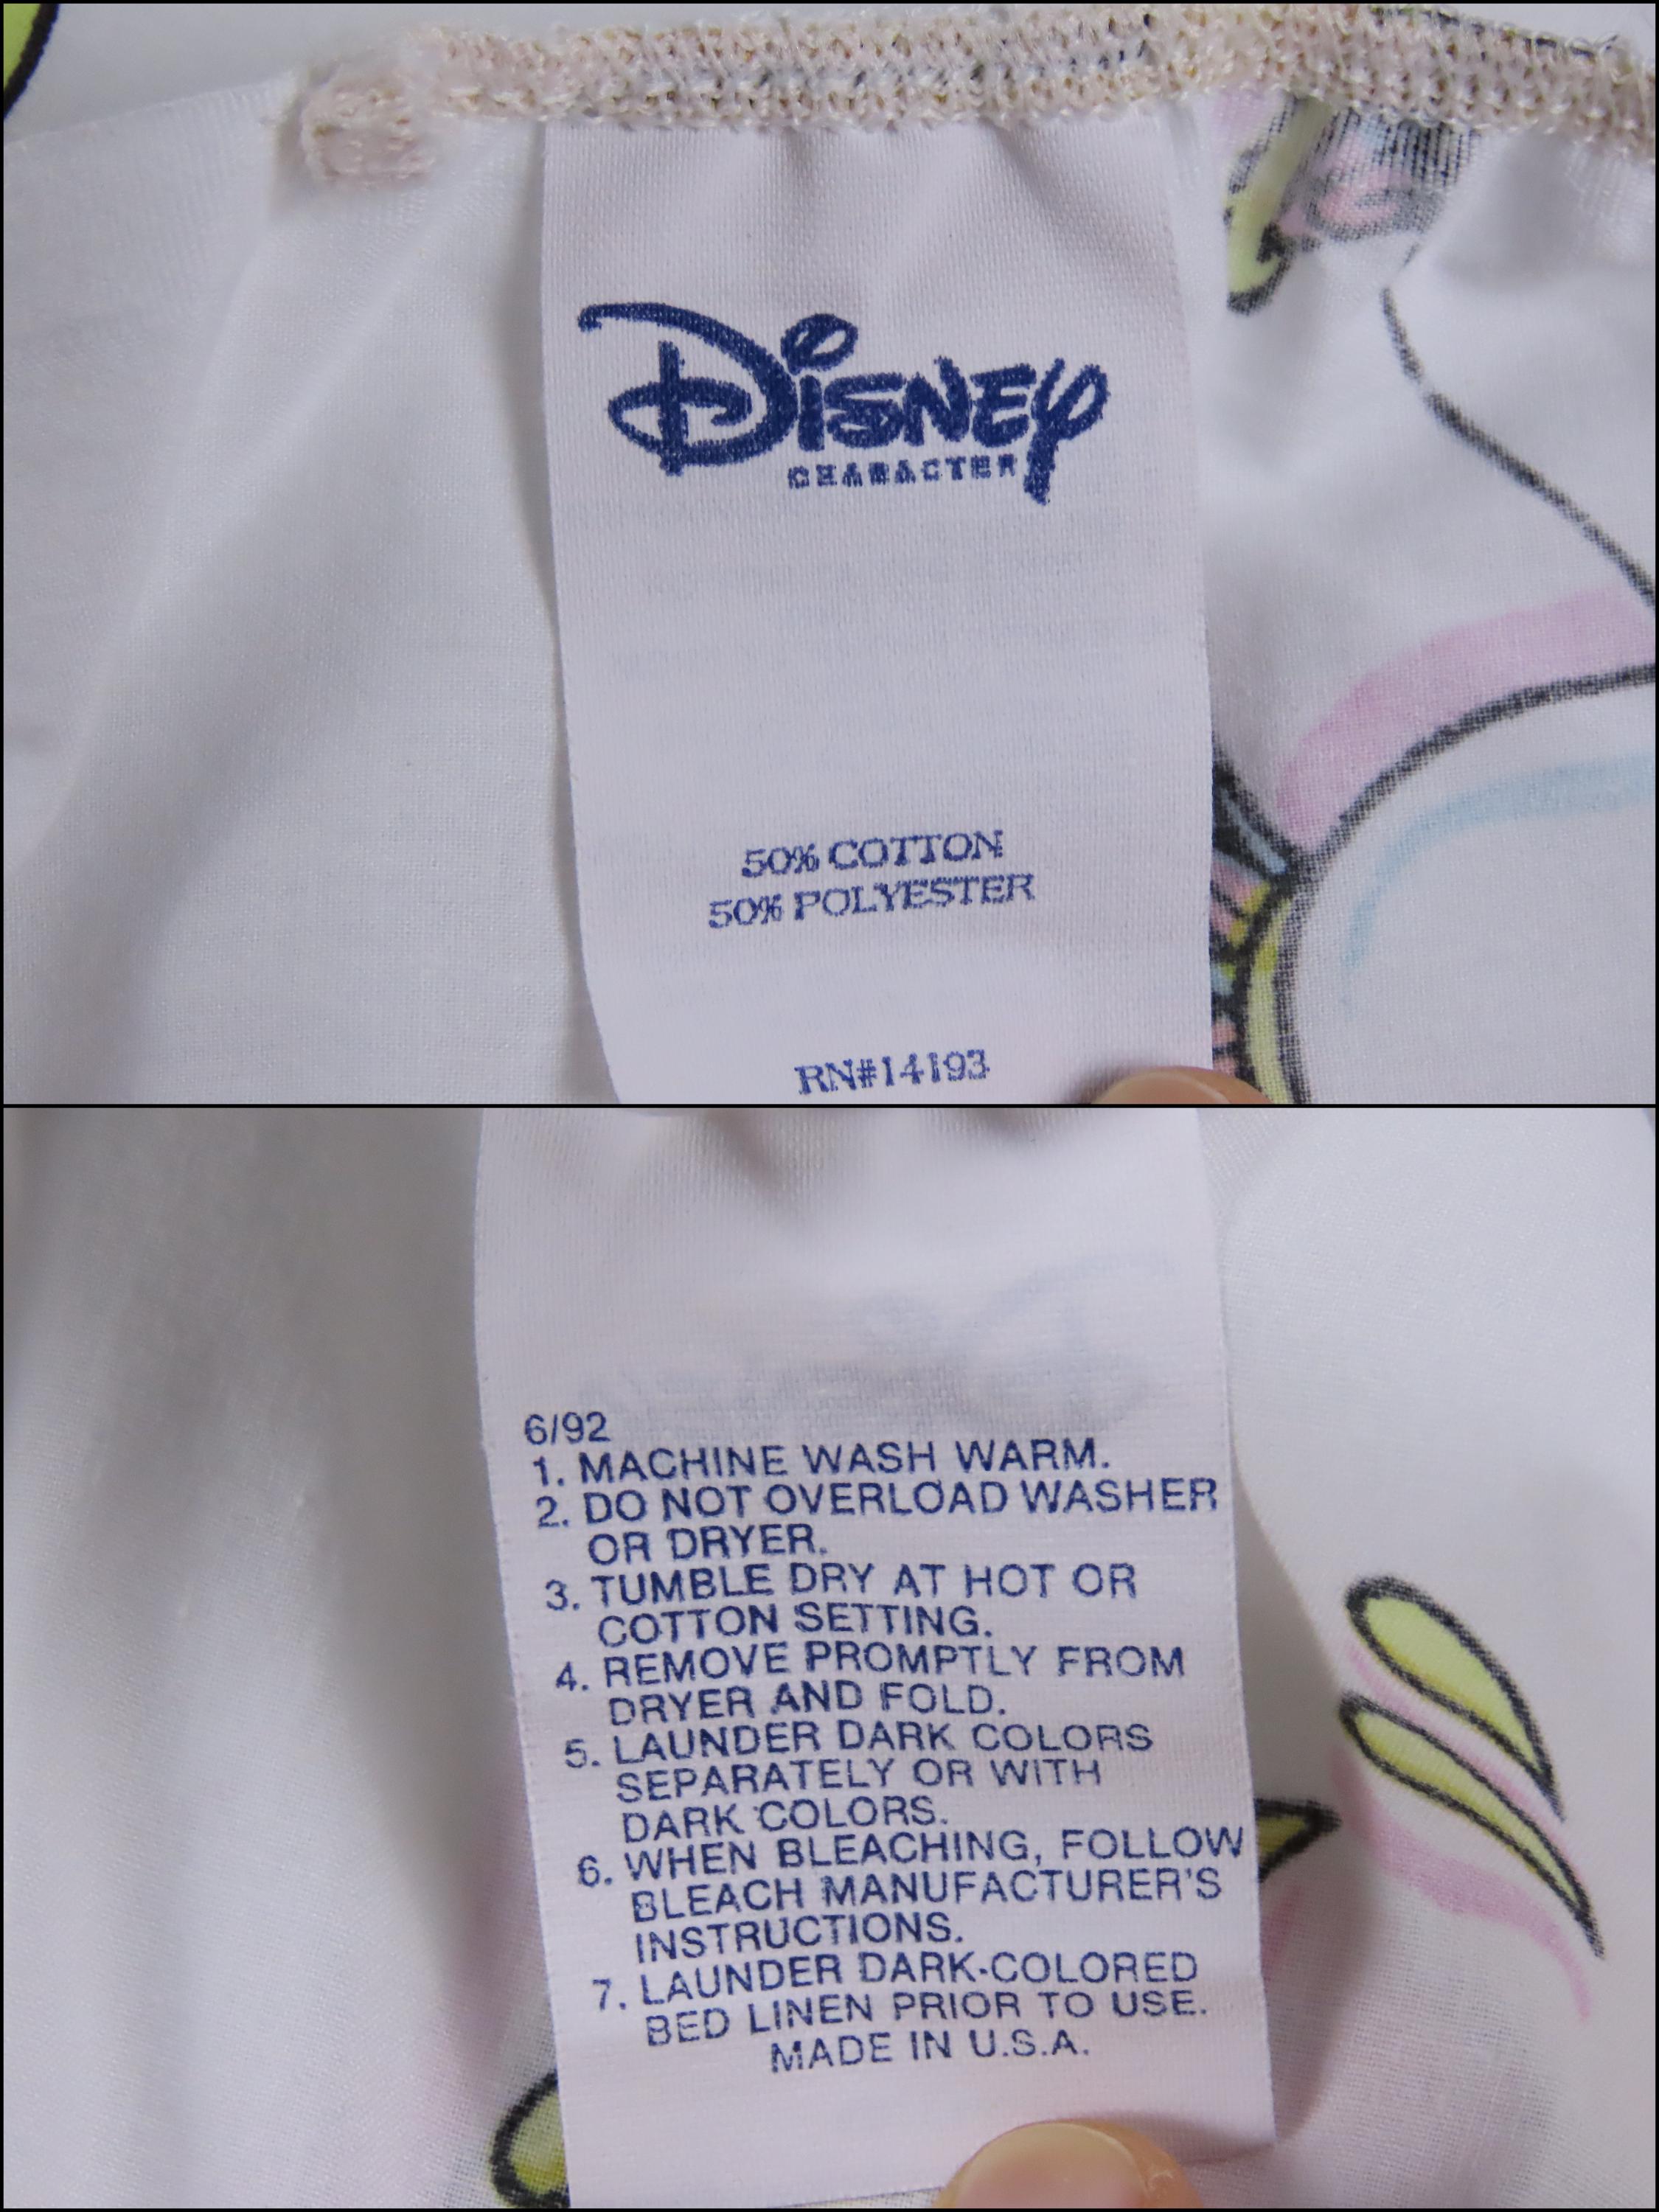 Disney
CHARACTER
50% COTTON
50% POLYESTER
RN#14193
6/92
1. MACHINE WASH WARM.
2. DO NOT OVERLOAD WASHER
OR DRYER.
3. TUMBLE DRY AT HOT OR
COTTON SETTING.
4. REMOVE PROMPTLY FROM
DRYER AND FOLD.
5. LAUNDER DARK COLORS
SEPARATELY OR WITH
DARK COLORS.
6. WHEN BLEACHING, FOLLOW
BLEACH MANUFACTURER'S
INSTRUCTIONS.
7. LAUNDER DARK-COLORED
BED LINEN PRIOR TO USE.
MADE IN U.S.A.